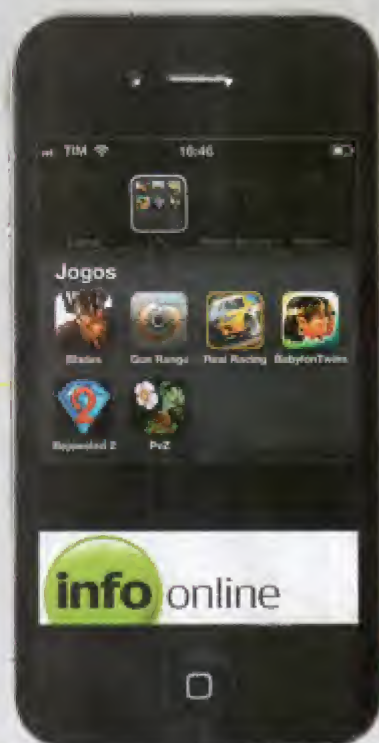 TIM 16:46
Jogos
Blades Gun Range Real Racing BabylonTwins
Bejeweled 2 PvZ
info online